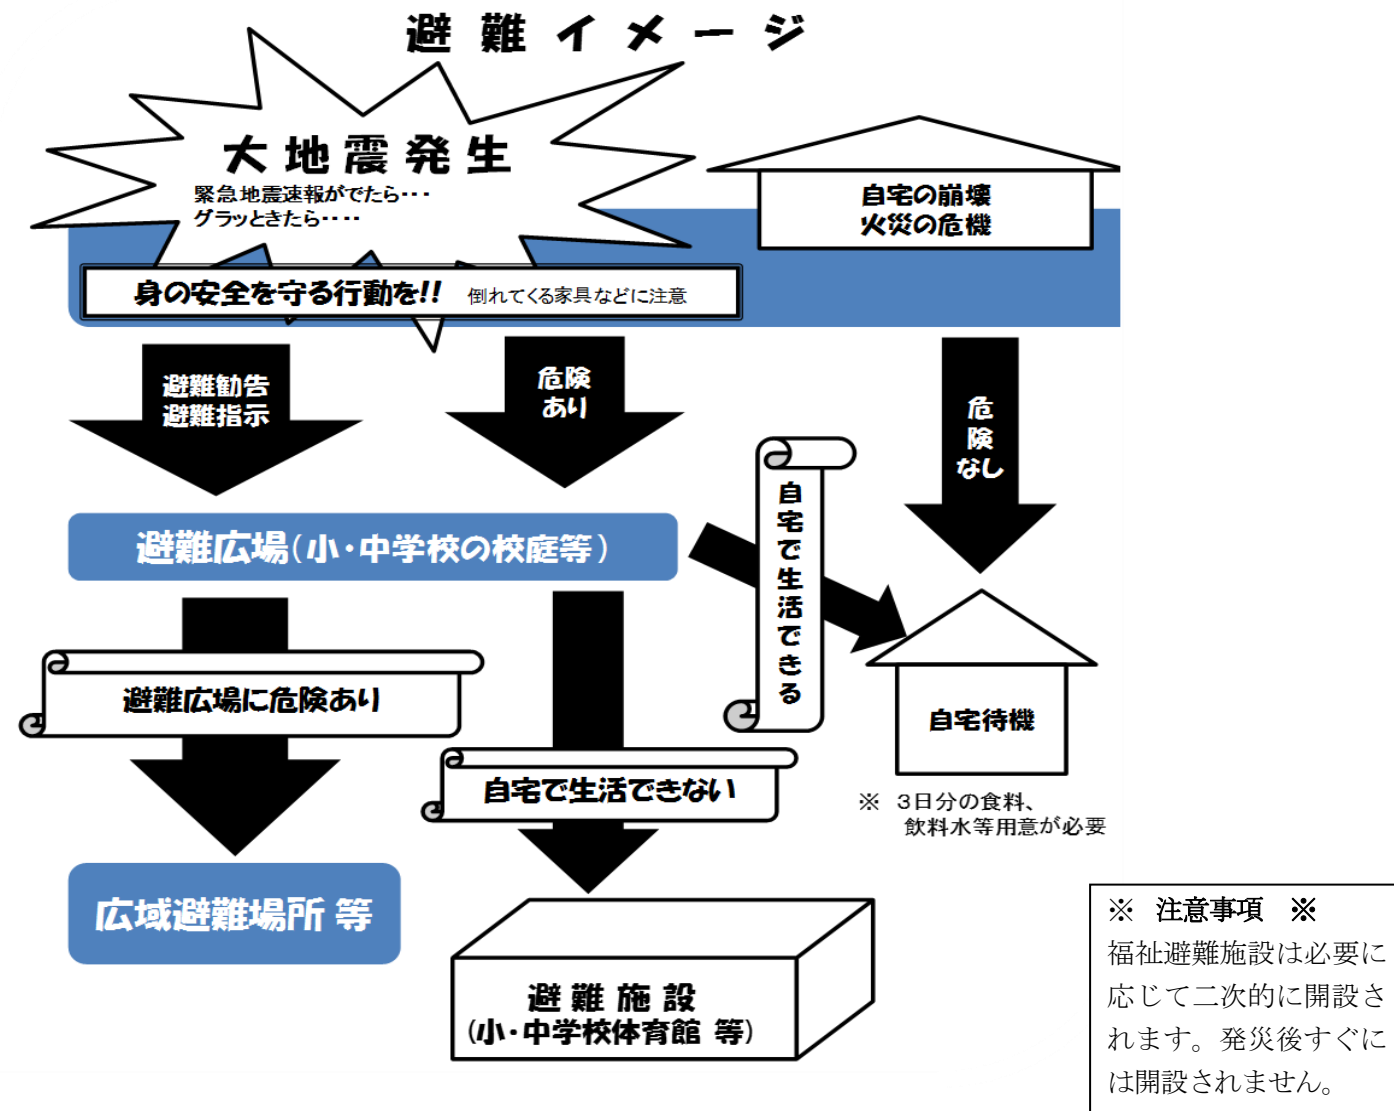 避難イメージ
大地震発生
緊急地震速報がでたら･･･
グラッときたら････
自宅の崩壊
火災の危機
身の安全を守る行動を!! 倒れてくる家具などに注意
避難勧告
避難指示
危険
あり
危
険
なし
避難広場(小・中学校の校庭等)
自宅で生活できる
避難広場に危険あり
自宅で生活できない
自宅待機
※ 3日分の食料、
飲料水等用意が必要
広域避難場所 等
避難施設
(小・中学校体育館 等)
※ 注意事項 ※
福祉避難施設は必要に
応じて二次的に開設さ
れます。発災後すぐに
は開設されません。